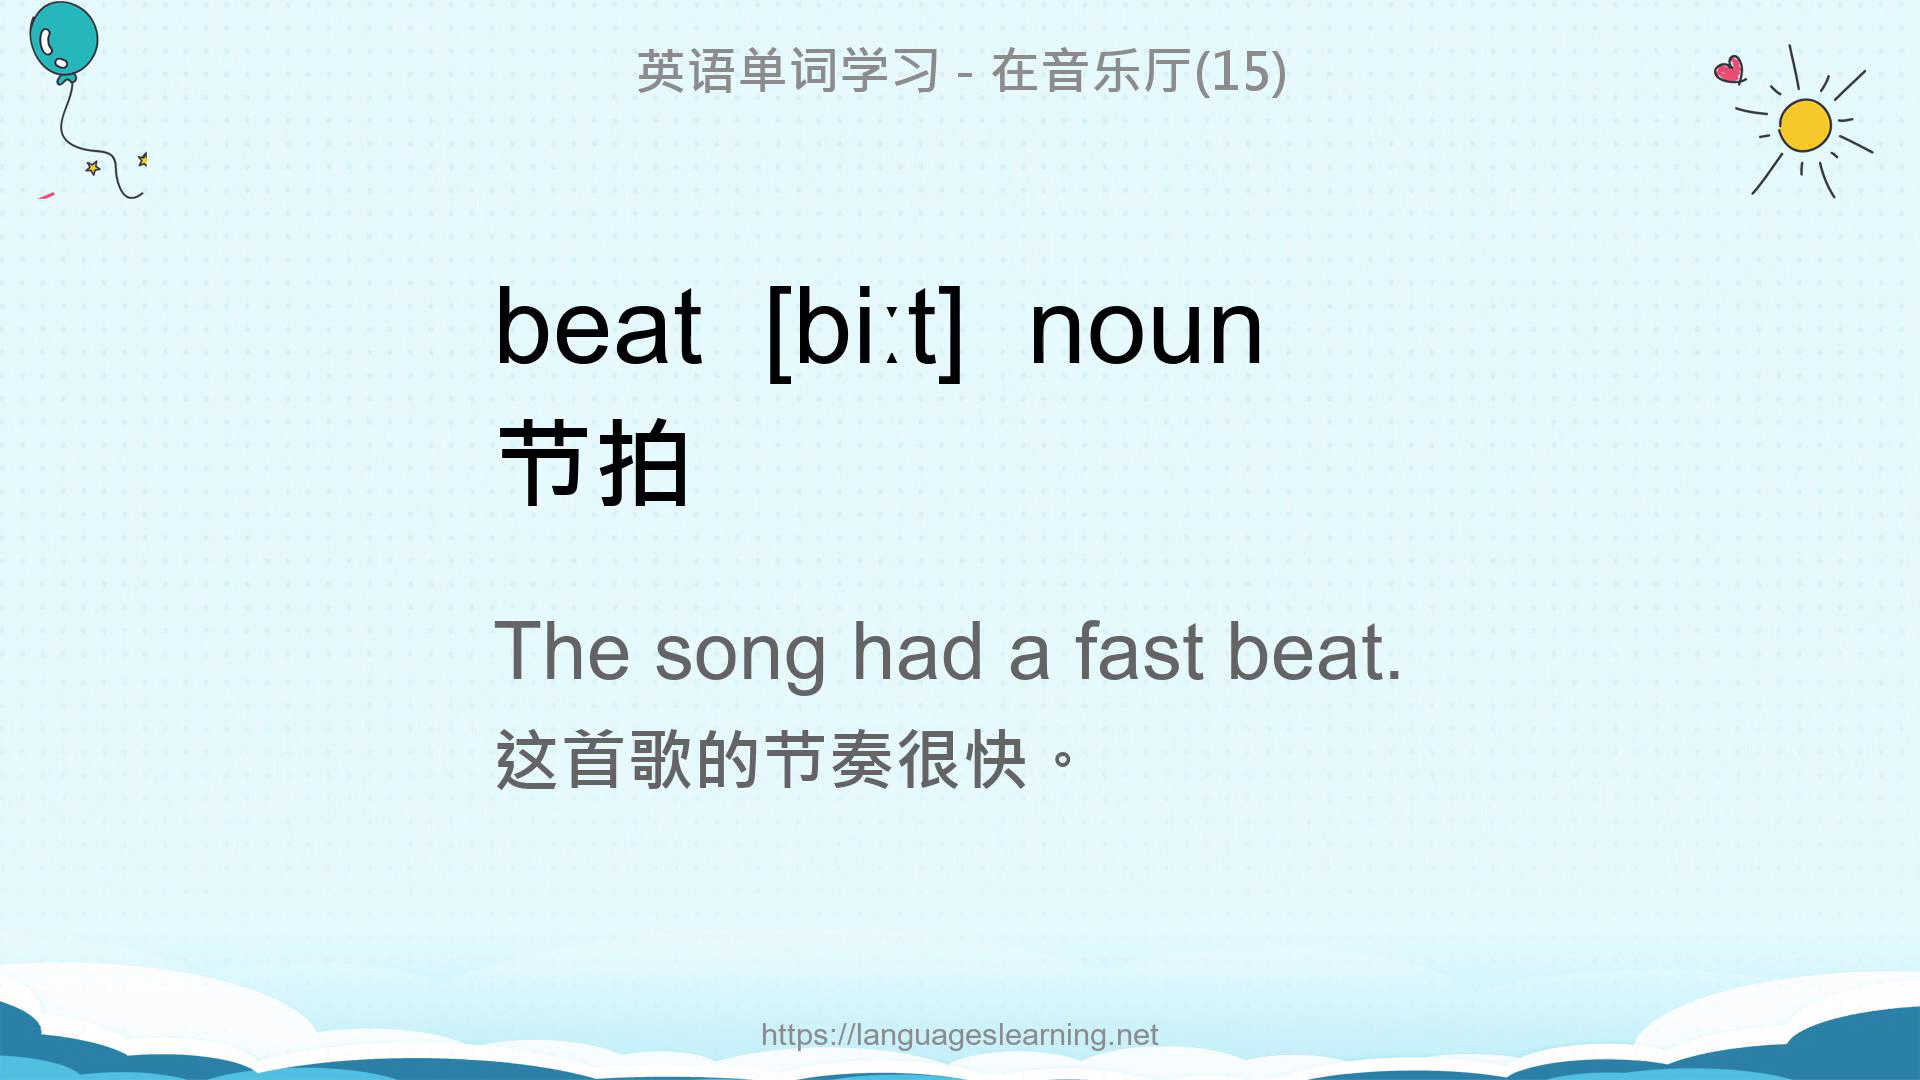 英语单词学习 - 在音乐厅(15)
beat [biːt] noun
节拍
The song had a fast beat.
这首歌的节奏很快。
https://languageslearning.net